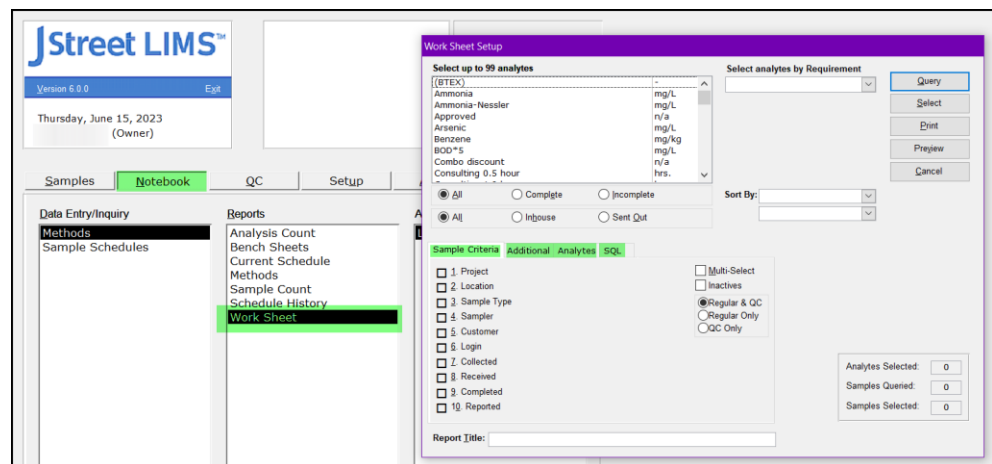 JStreet LIMS™
Version 6.0.0 Exit
Thursday, June 15, 2023
(Owner)
Samples Notebook QC Setup
Data Entry/Inquiry
Methods
Sample Schedules
Reports
Analysis Count
Bench Sheets
Current Schedule
Methods
Sample Count
Schedule History
Work Sheet
Work Sheet Setup
Select up to 99 analytes
(BTEX) -
Ammonia mg/L
Ammonia-Nessler mg/L
Approved n/a
Arsenic mg/L
Benzene mg/kg
BOD*5 mg/L
Combo discount n/a
Consulting 0.5 hour hrs.
All Complete Incomplete
All Inhouse Sent Out
Select analytes by Requirement
Sort By:
Query
Select
Print
Preview
Cancel
Sample Criteria Additional Analytes SQL
1. Project
2. Location
3. Sample Type
4. Sampler
5. Customer
6. Login
7. Collected
8. Received
9. Completed
10. Reported
Multi-Select
Inactives
Regular & QC
Regular Only
QC Only
Analytes Selected: 0
Samples Queried: 0
Samples Selected: 0
Report Title: